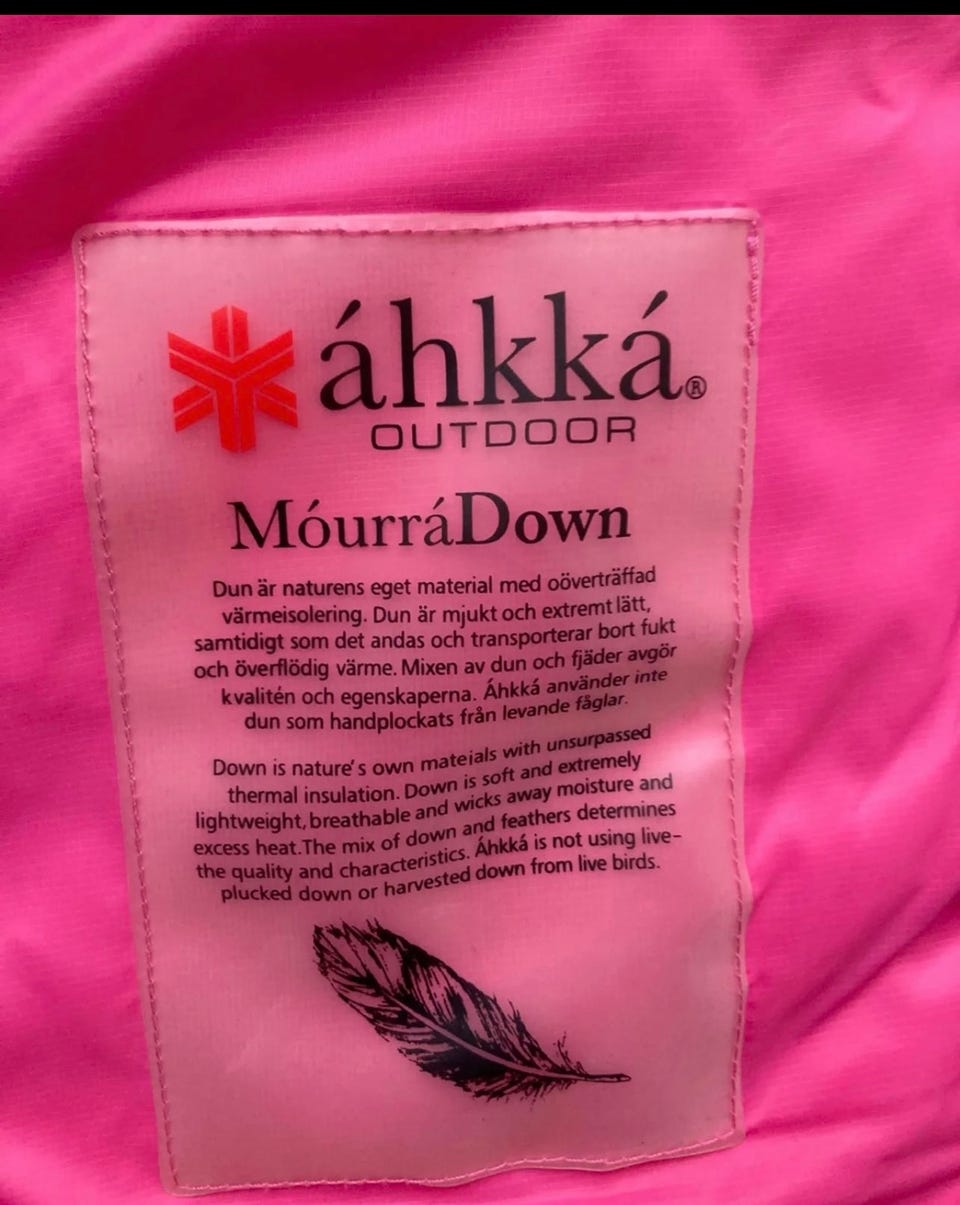 áhkká®
OUTDOOR
MóurráDown
Dun är naturens eget material med oöverträffad
värmeisolering. Dun är mjukt och extremt lätt,
samtidigt som det andas och transporterar bort fukt
och överflödig värme. Mixen av dun och fjäder avgör
kvalitén och egenskaperna. Áhkká använder inte
dun som handplockats från levande fåglar.
Down is nature's own mateials with unsurpassed
thermal insulation. Down is soft and extremely
lightweight, breathable and wicks away moisture and
excess heat. The mix of down and feathers determines
the quality and characteristics. Áhkká is not using live-
plucked down or harvested down from live birds.